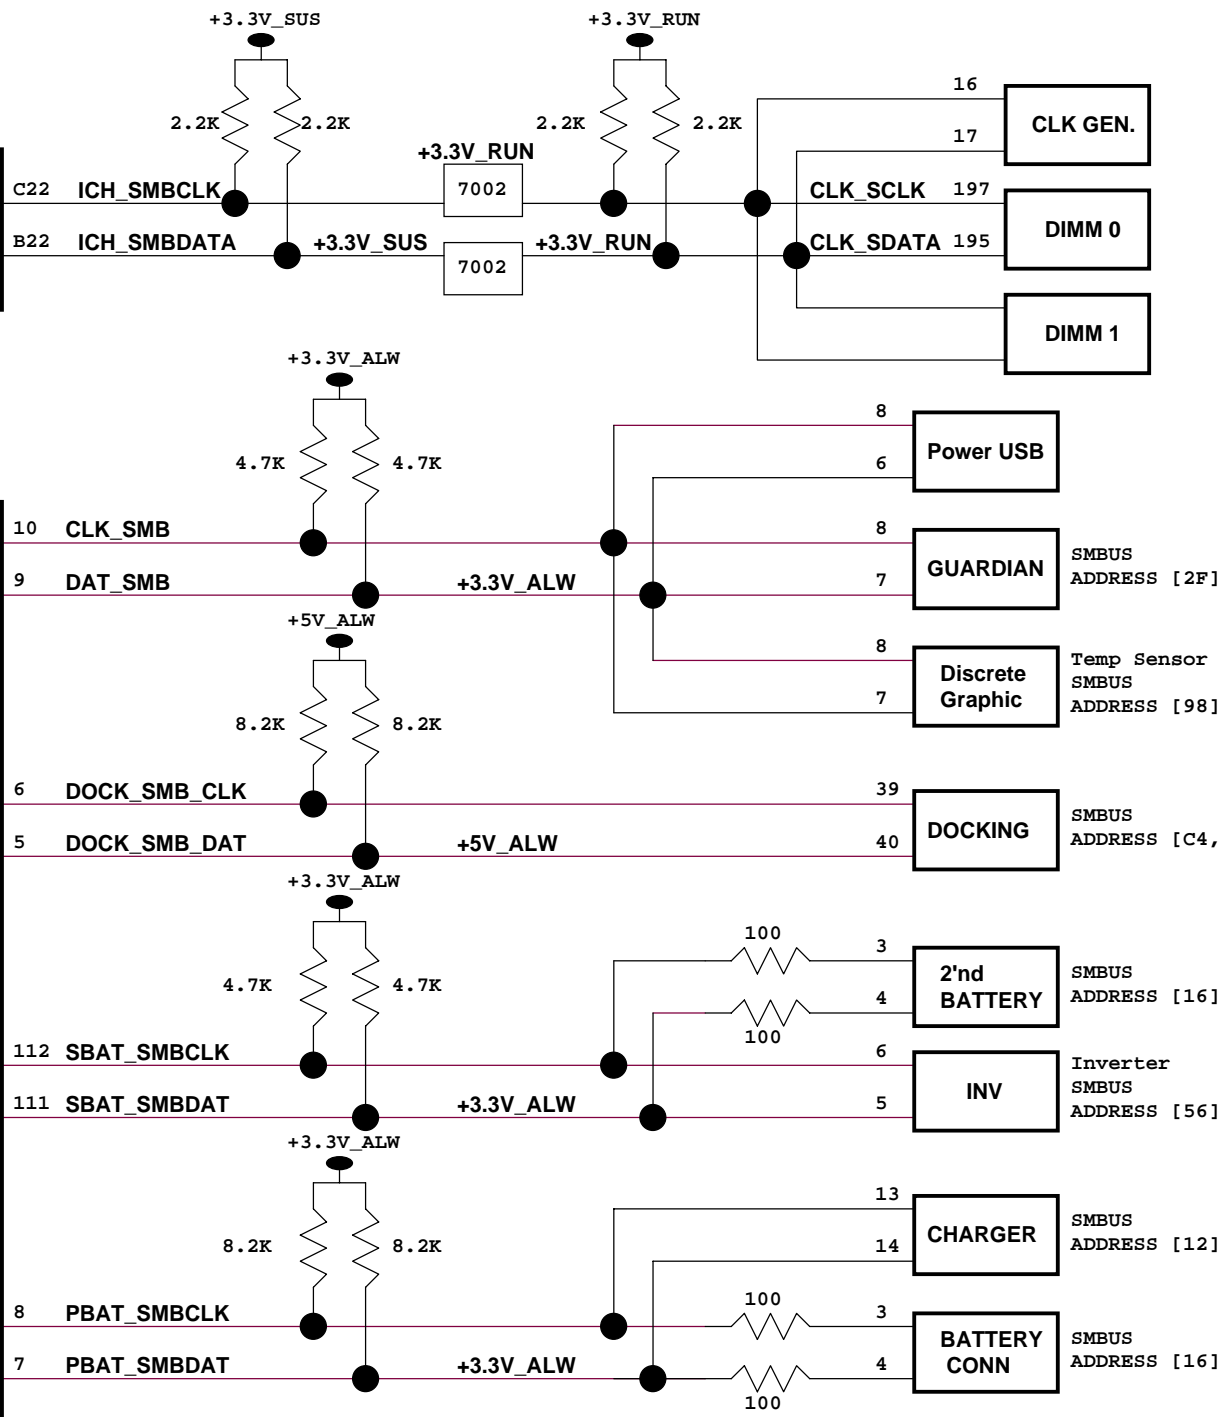 +3.3V_SUS
+3.3V_RUN
16
CLK GEN.
2.2K
2.2K
2.2K
2.2K
17
+3.3V_RUN
C22
ICH_SMBCLK
7002
CLK_SCLK
197
DIMM 0
B22
ICH_SMBDATA
+3.3V_SUS
7002
+3.3V_RUN
CLK_SDATA
195
DIMM 1
+3.3V_ALW
8
Power USB
4.7K
4.7K
6
10
CLK_SMB
8
GUARDIAN
SMBUS
ADDRESS [2F]
9
DAT_SMB
+3.3V_ALW
7
+5V_ALW
8
Discrete
Graphic
Temp Sensor
SMBUS
ADDRESS [98]
7
8.2K
8.2K
6
DOCK_SMB_CLK
39
DOCKING
SMBUS
ADDRESS [C4,
5
DOCK_SMB_DAT
+5V_ALW
40
+3.3V_ALW
100
3
2'nd
BATTERY
SMBUS
ADDRESS [16]
4.7K
4.7K
4
100
112
SBAT_SMBCLK
6
INV
Inverter
SMBUS
ADDRESS [56]
111
SBAT_SMBDAT
+3.3V_ALW
5
+3.3V_ALW
13
CHARGER
SMBUS
ADDRESS [12]
8.2K
8.2K
14
8
PBAT_SMBCLK
100
3
BATTERY
CONN
SMBUS
ADDRESS [16]
7
PBAT_SMBDAT
+3.3V_ALW
4
100